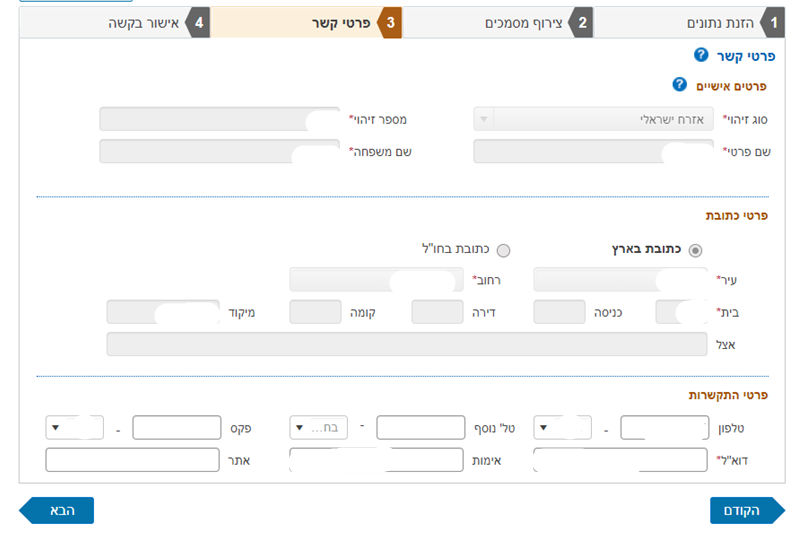 1 הזנת נתונים 2 צירוף מסמכים 3 פרטי קשר 4 אישור בקשה
פרטי קשר ?
פרטים אישיים ?
סוג זיהוי* אזרח ישראלי מספר זיהוי*
שם פרטי* שם משפחה*
פרטי כתובת
כתובת בארץ כתובת בחו"ל
עיר* רחוב*
בית* כניסה דירה קומה מיקוד
אצל
פרטי התקשרות
טלפון - טל' נוסף - בח... פקס -
דוא"ל* אימות אתר
הקודם הבא